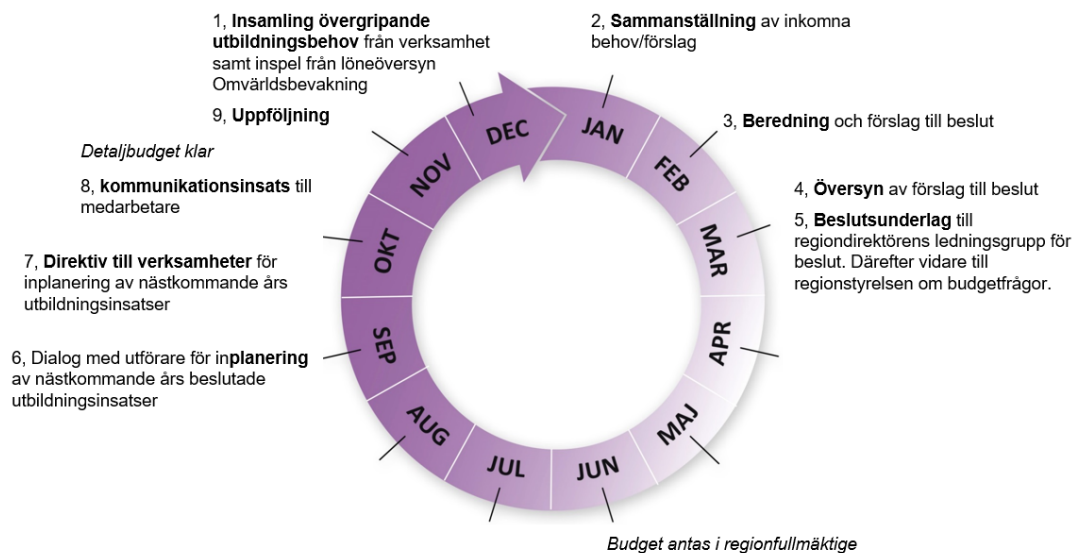 1, Insamling övergripande
utbildningsbehov från verksamhet
samt inspel från löneöversyn
Omvärldsbevakning
9, Uppföljning
Detaljbudget klar
8, kommunikationsinsats till
medarbetare
7, Direktiv till verksamheter för
inplanering av nästkommande års
utbildningsinsatser
6, Dialog med utförare för inplanering
av nästkommande års beslutade
utbildningsinsatser
2, Sammanställning av inkomna
behov/förslag
3, Beredning och förslag till beslut
4, Översyn av förslag till beslut
5, Beslutsunderlag till
regiondirektörens ledningsgrupp för
beslut. Därefter vidare till
regionstyrelsen om budgetfrågor.
JAN
FEB
MAR
APR
MAJ
JUN
JUL
AUG
SEP
OKT
NOV
DEC
Budget antas i regionfullmäktige